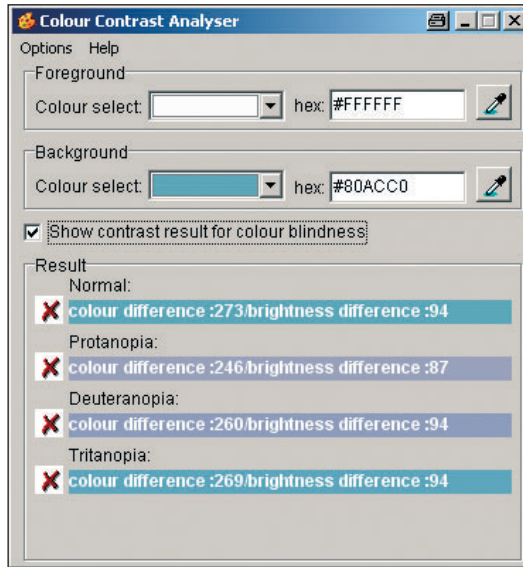 Colour Contrast Analyser
Options Help
Foreground
Colour select: hex: #FFFFFF
Background
Colour select: hex: #80ACC0
Show contrast result for colour blindness
Result
Normal:
colour difference :273/brightness difference :94
Protanopia:
colour difference :246/brightness difference :87
Deuteranopia:
colour difference :260/brightness difference :94
Tritanopia:
colour difference :269/brightness difference :94